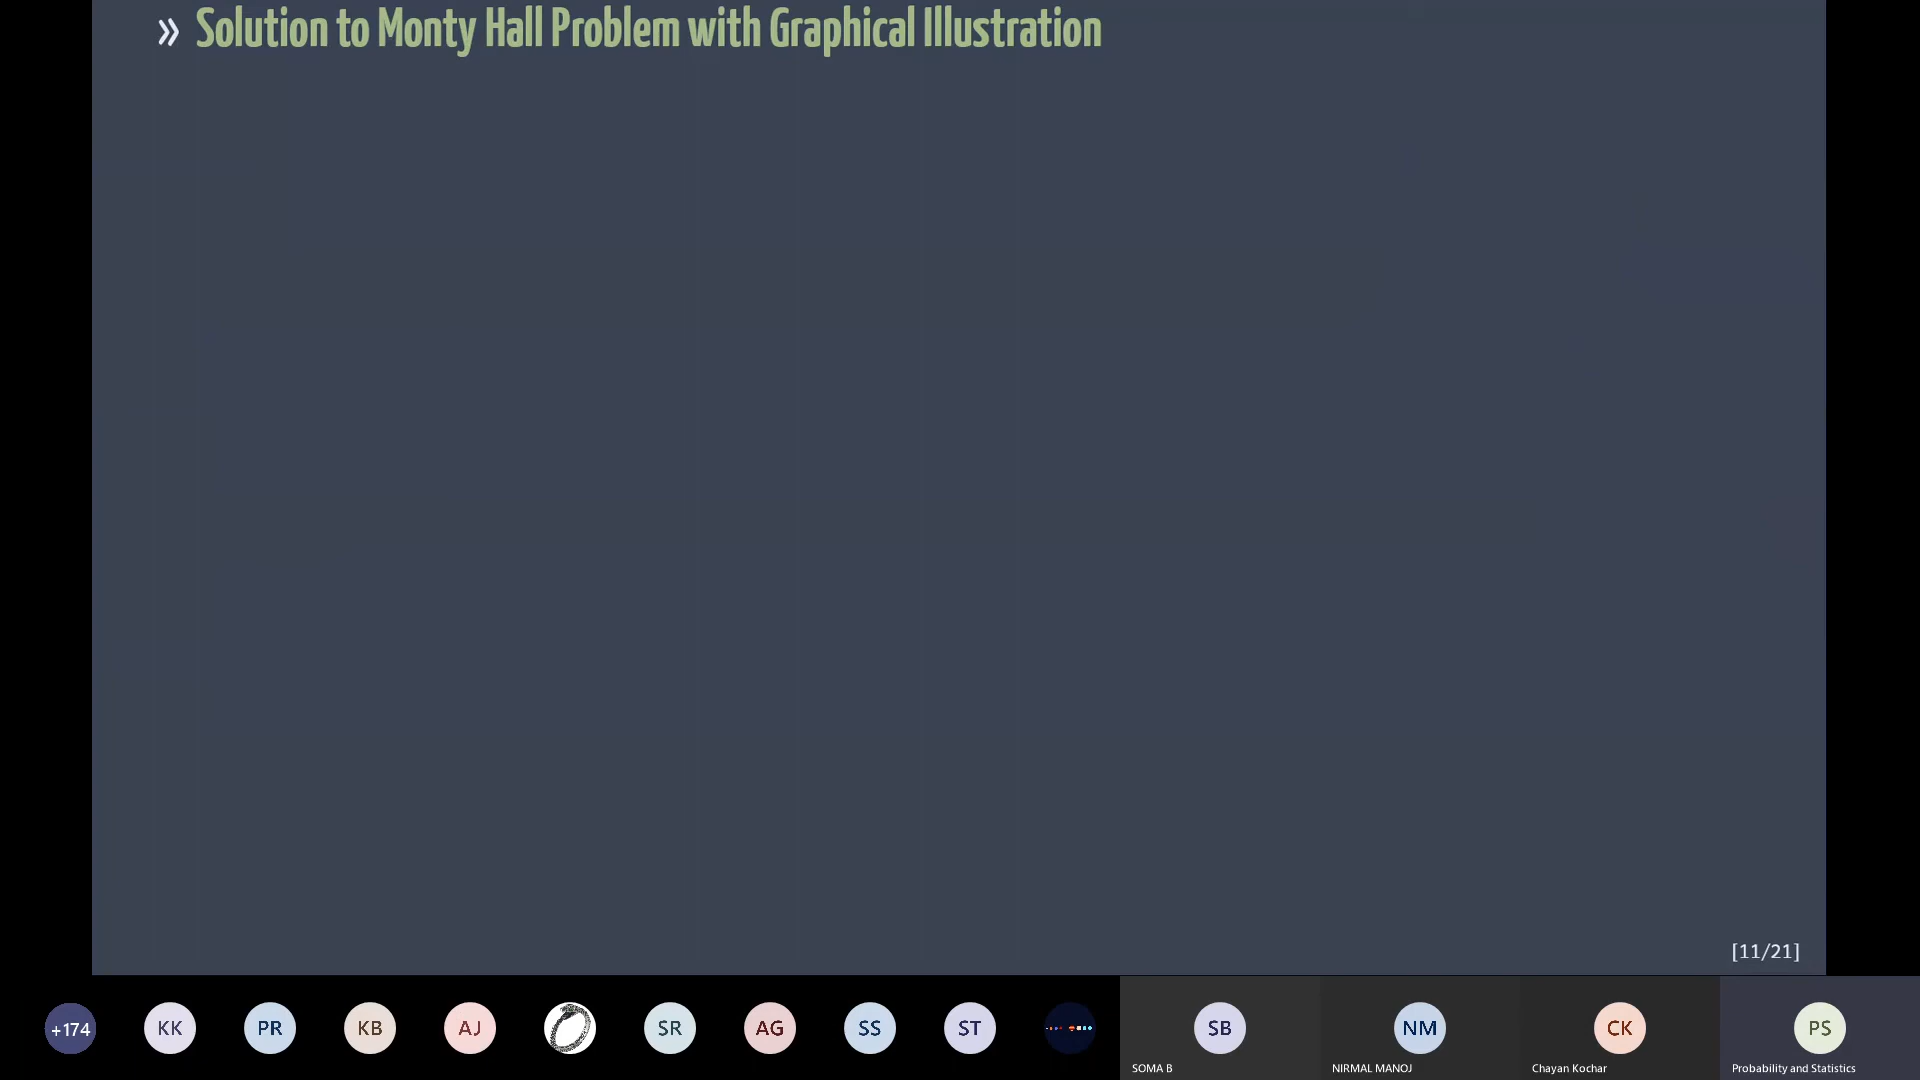 » Solution to Monty Hall Problem with Graphical Illustration
[11/21]
+174 KK PR KB AJ SR AG SS ST SB NM CK PS
SOMA B NIRMAL MANOJ Chayan Kochar Probability and Statistics